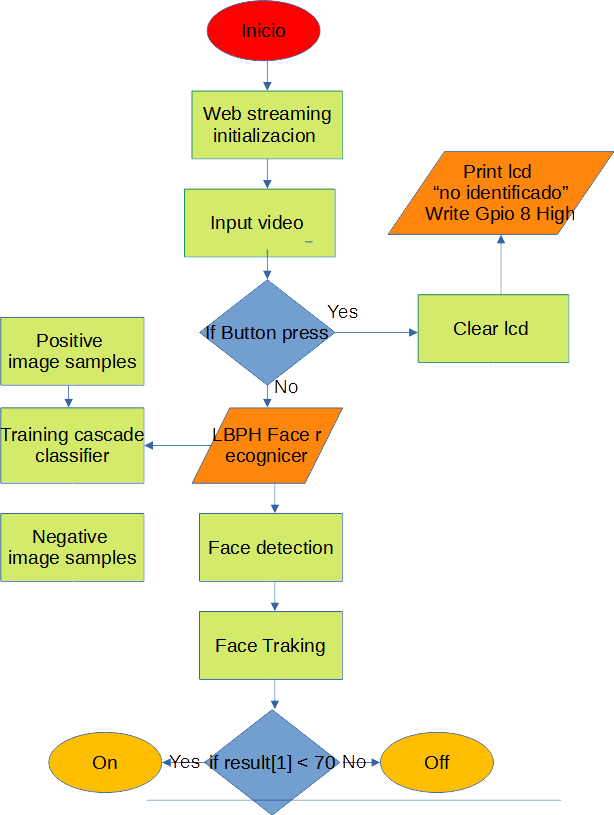 Inicio
Web streaming
initializacion
Input video
Print lcd
“no identificado”
Write Gpio 8 High
If Button press
Yes
Clear lcd
No
Positive
image samples
Training cascade
classifier
LBPH Face r
ecognicer
Negative
image samples
Face detection
Face Traking
On
Yes
if result[1] < 70
No
Off